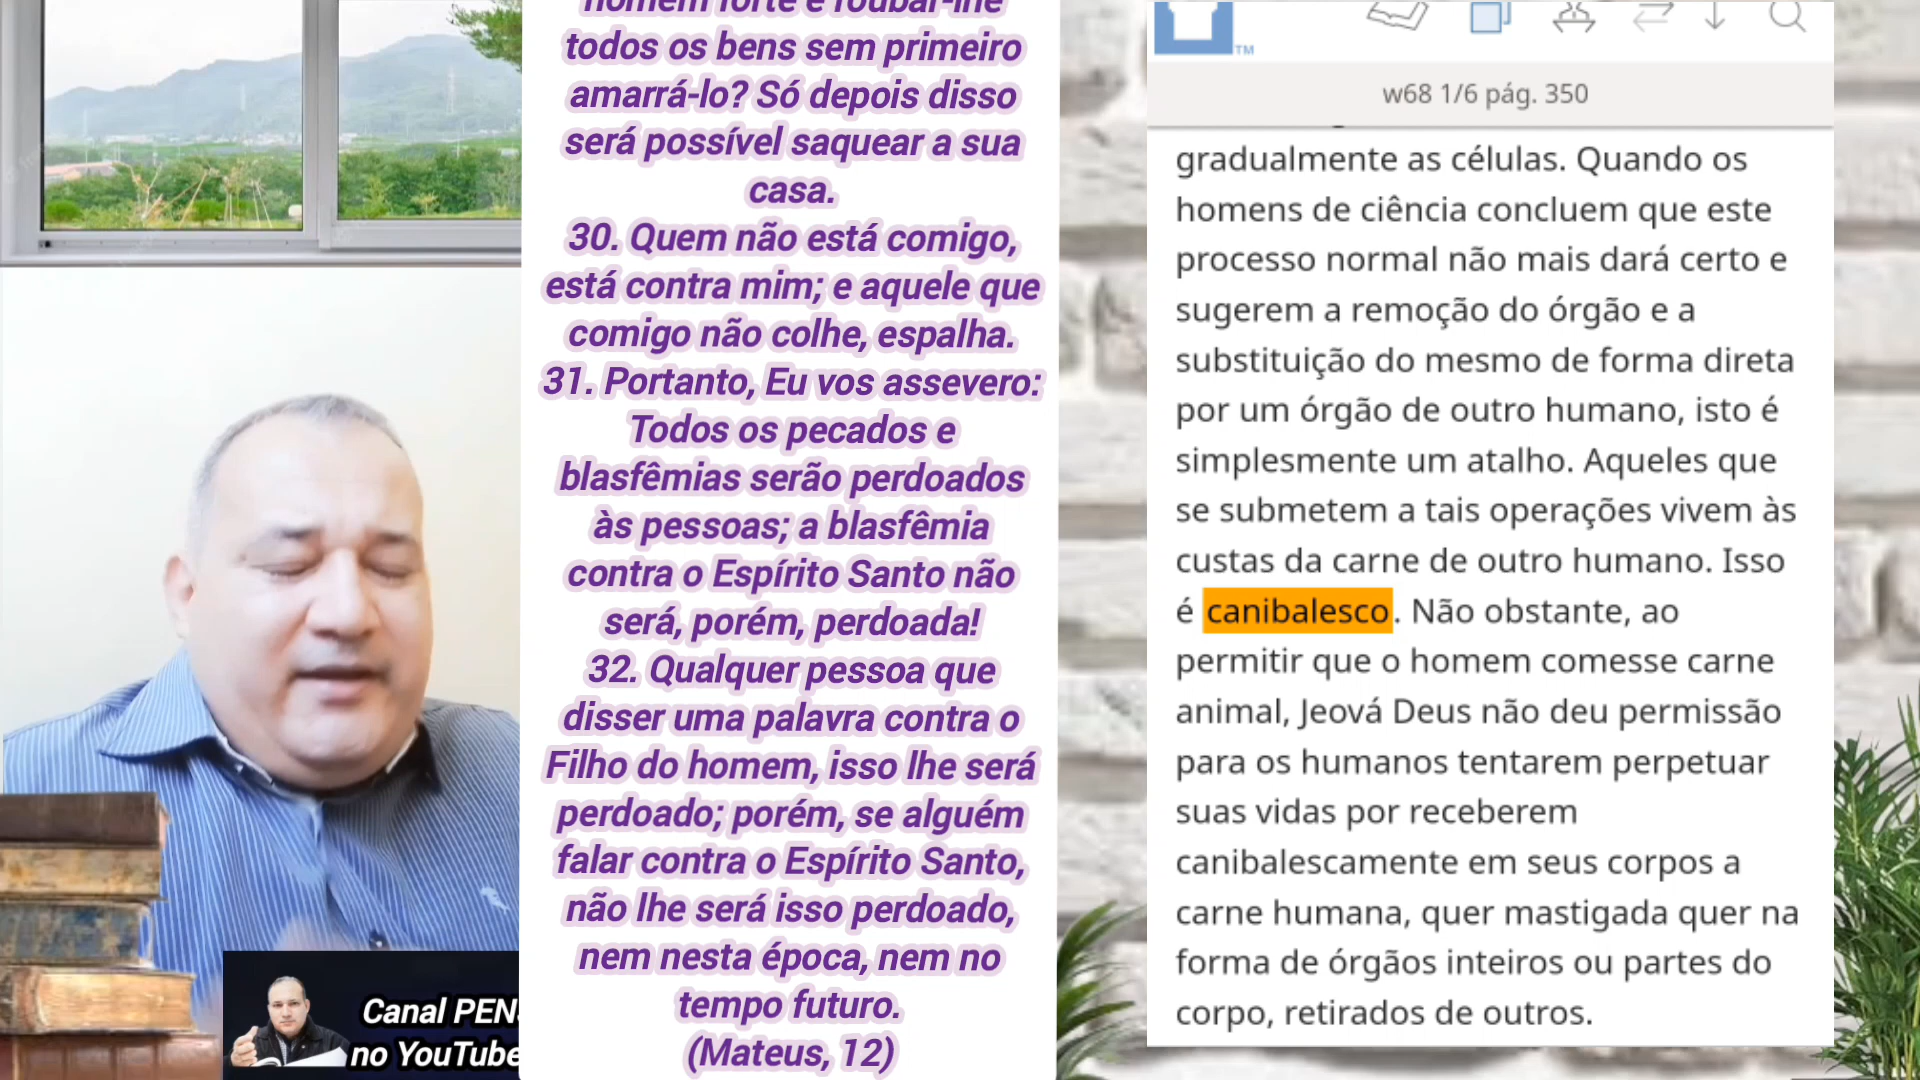 homem forte e roubar-lhe
todos os bens sem primeiro
amarrá-lo? Só depois disso
será possível saquear a sua
casa.
30. Quem não está comigo,
está contra mim; e aquele que
comigo não colhe, espalha.
31. Portanto, Eu vos assevero:
Todos os pecados e
blasfêmias serão perdoados
às pessoas; a blasfêmia
contra o Espírito Santo não
será, porém, perdoada!
32. Qualquer pessoa que
disser uma palavra contra o
Filho do homem, isso lhe será
perdoado; porém, se alguém
falar contra o Espírito Santo,
não lhe será isso perdoado,
nem nesta época, nem no
tempo futuro.
(Mateus, 12)
TM
w68 1/6 pág. 350
gradualmente as células. Quando os
homens de ciência concluem que este
processo normal não mais dará certo e
sugerem a remoção do órgão e a
substituição do mesmo de forma direta
por um órgão de outro humano, isto é
simplesmente um atalho. Aqueles que
se submetem a tais operações vivem às
custas da carne de outro humano. Isso
é canibalesco. Não obstante, ao
permitir que o homem comesse carne
animal, Jeová Deus não deu permissão
para os humanos tentarem perpetuar
suas vidas por receberem
canibalescamente em seus corpos a
carne humana, quer mastigada quer na
forma de órgãos inteiros ou partes do
corpo, retirados de outros.
Canal PEN
no YouTube